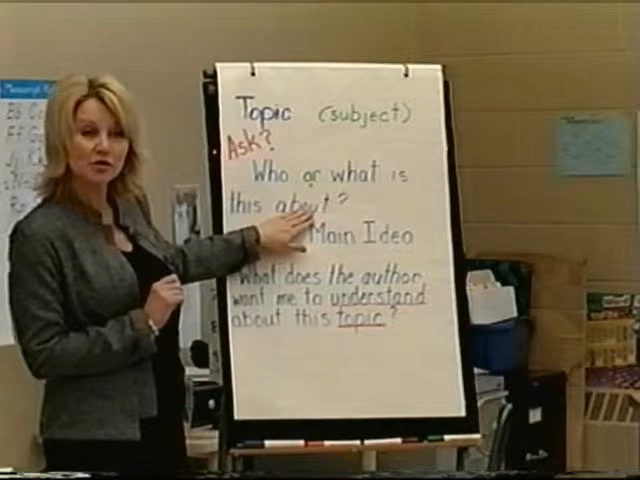 Topic (subject)
Ask?
Who or what is
this about?
Main Idea
What does the author
want me to understand
about this topic?
Manuscript